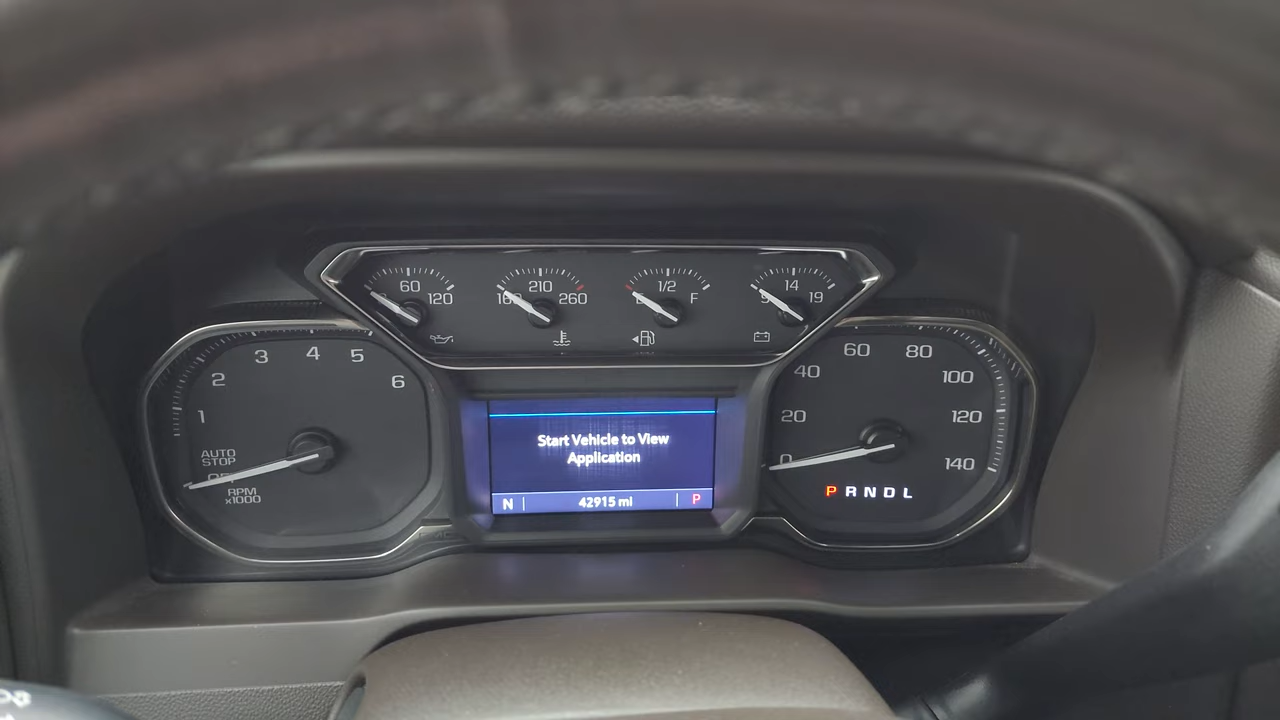 60
120
210
160
260
1/2
E
F
14
9
19
1
2
3
4
5
6
AUTO
STOP
OFF
RPM
x1000
Start Vehicle to View
Application
N
42915 mi
P
0
20
40
60
80
100
120
140
P R N D L